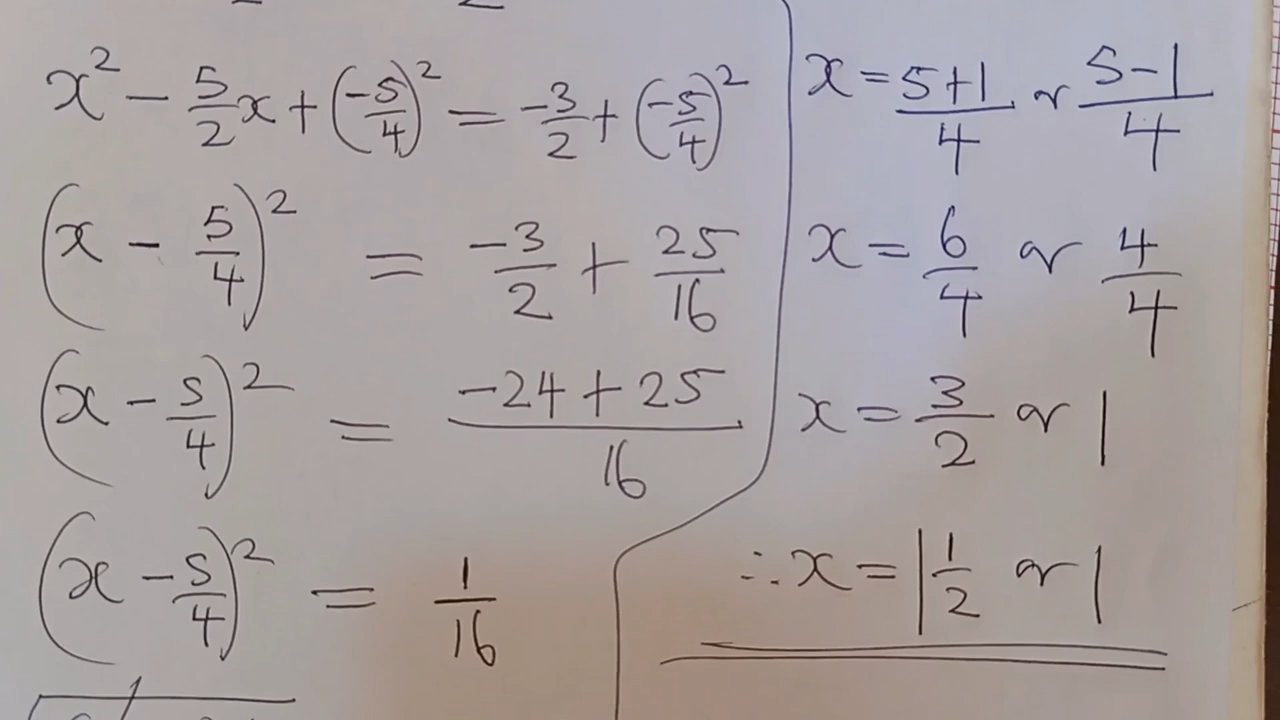 x² - 5/2 x + (-5/4)² = -3/2 + (-5/4)²
(x - 5/4)² = -3/2 + 25/16
(x - 5/4)² = (-24 + 25)/16
(x - 5/4)² = 1/16
x = (5+1)/4 or (5-1)/4
x = 6/4 or 4/4
x = 3/2 or 1
∴ x = 1 1/2 or 1